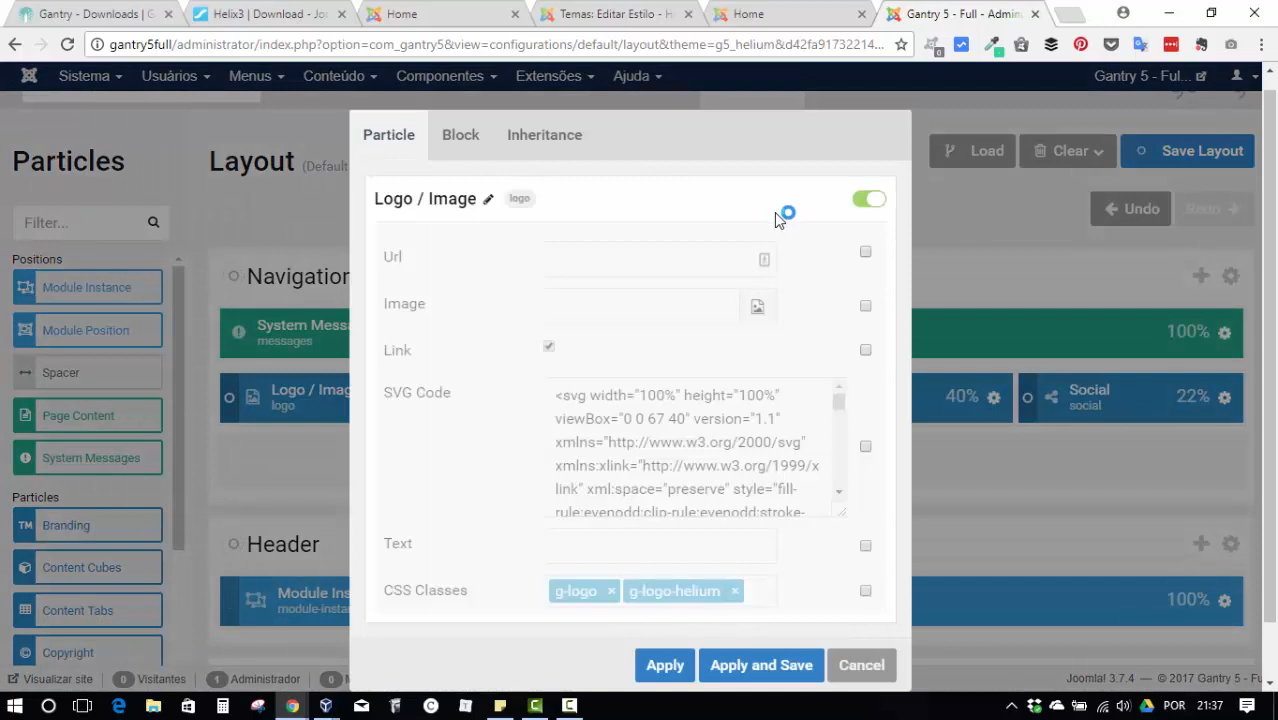 Gantry - Downloads | G
Helix3 | Download - Joo
Home
Temas: Editar Estilo - H
Home
Gantry 5 - Full - Admin
gantry5full/administrator/index.php?option=com_gantry5&view=configurations/default/layout&theme=g5_helium&d42fa91732214...
Sistema Usuários Menus Conteúdo Componentes Extensões Ajuda Gantry 5 - Ful...
Particle Block Inheritance
Particles Layout (Default Load Clear Save Layout
Logo / Image logo
Filter... Undo Redo
Positions
Url
Module Instance Navigation
Image
Module Position System Messa 100%
messages
Link
Spacer Logo / Imag 40% Social 22%
logo social
SVG Code <svg width="100%" height="100%"
viewBox="0 0 67 40" version="1.1"
xmlns="http://www.w3.org/2000/svg"
xmlns:xlink="http://www.w3.org/1999/x
link" xml:space="preserve" style="fill-
rule:evenodd;clip-rule:evenodd;stroke-
Page Content
System Messages
Particles
TM Branding Header
Text
Content Cubes
CSS Classes g-logo × g-logo-helium ×
Module Ins 100%
module-instan
Content Tabs
Copyright
Apply Apply and Save Cancel
Visualizar site 0 Visitantes 1 Administrador 0 Joomla! 3.7.4 — © 2017 Gantry 5 - Full
POR 21:37